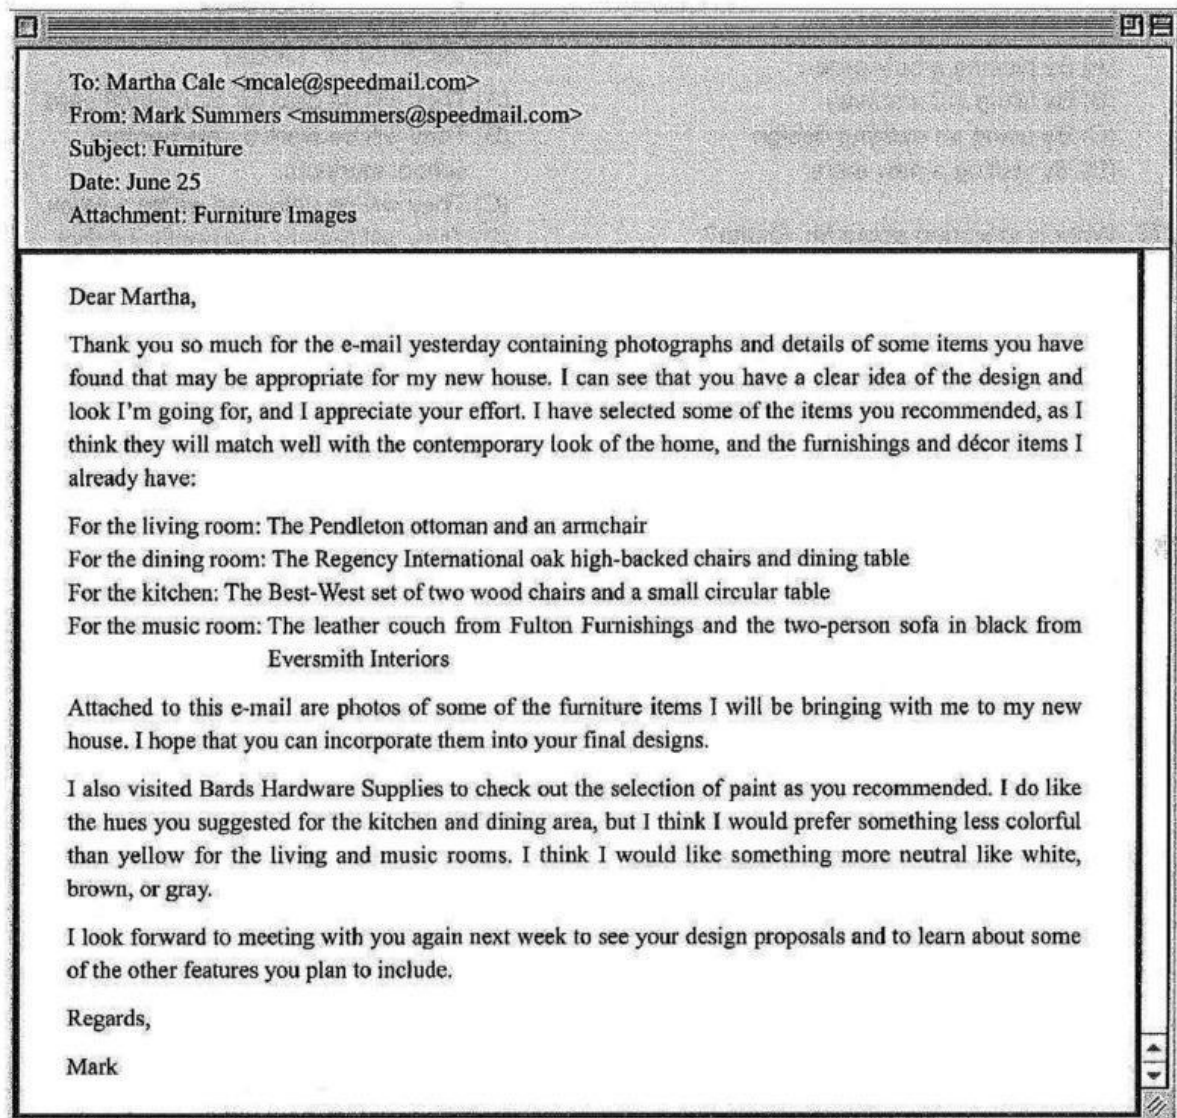 To: Martha Cale <mcale@speedmail.com>
From: Mark Summers <msummers@speedmail.com>
Subject: Furniture
Date: June 25
Attachment: Furniture Images
Dear Martha,
Thank you so much for the e-mail yesterday containing photographs and details of some items you have
found that may be appropriate for my new house. I can see that you have a clear idea of the design and
look I'm going for, and I appreciate your effort. I have selected some of the items you recommended, as I
think they will match well with the contemporary look of the home, and the furnishings and décor items I
already have:
For the living room: The Pendleton ottoman and an armchair
For the dining room: The Regency International oak high-backed chairs and dining table
For the kitchen: The Best-West set of two wood chairs and a small circular table
For the music room: The leather couch from Fulton Furnishings and the two-person sofa in black from
Eversmith Interiors
Attached to this e-mail are photos of some of the furniture items I will be bringing with me to my new
house. I hope that you can incorporate them into your final designs.
I also visited Bards Hardware Supplies to check out the selection of paint as you recommended. I do like
the hues you suggested for the kitchen and dining area, but I think I would prefer something less colorful
than yellow for the living and music rooms. I think I would like something more neutral like white,
brown, or gray.
I look forward to meeting with you again next week to see your design proposals and to learn about some
of the other features you plan to include.
Regards,
Mark